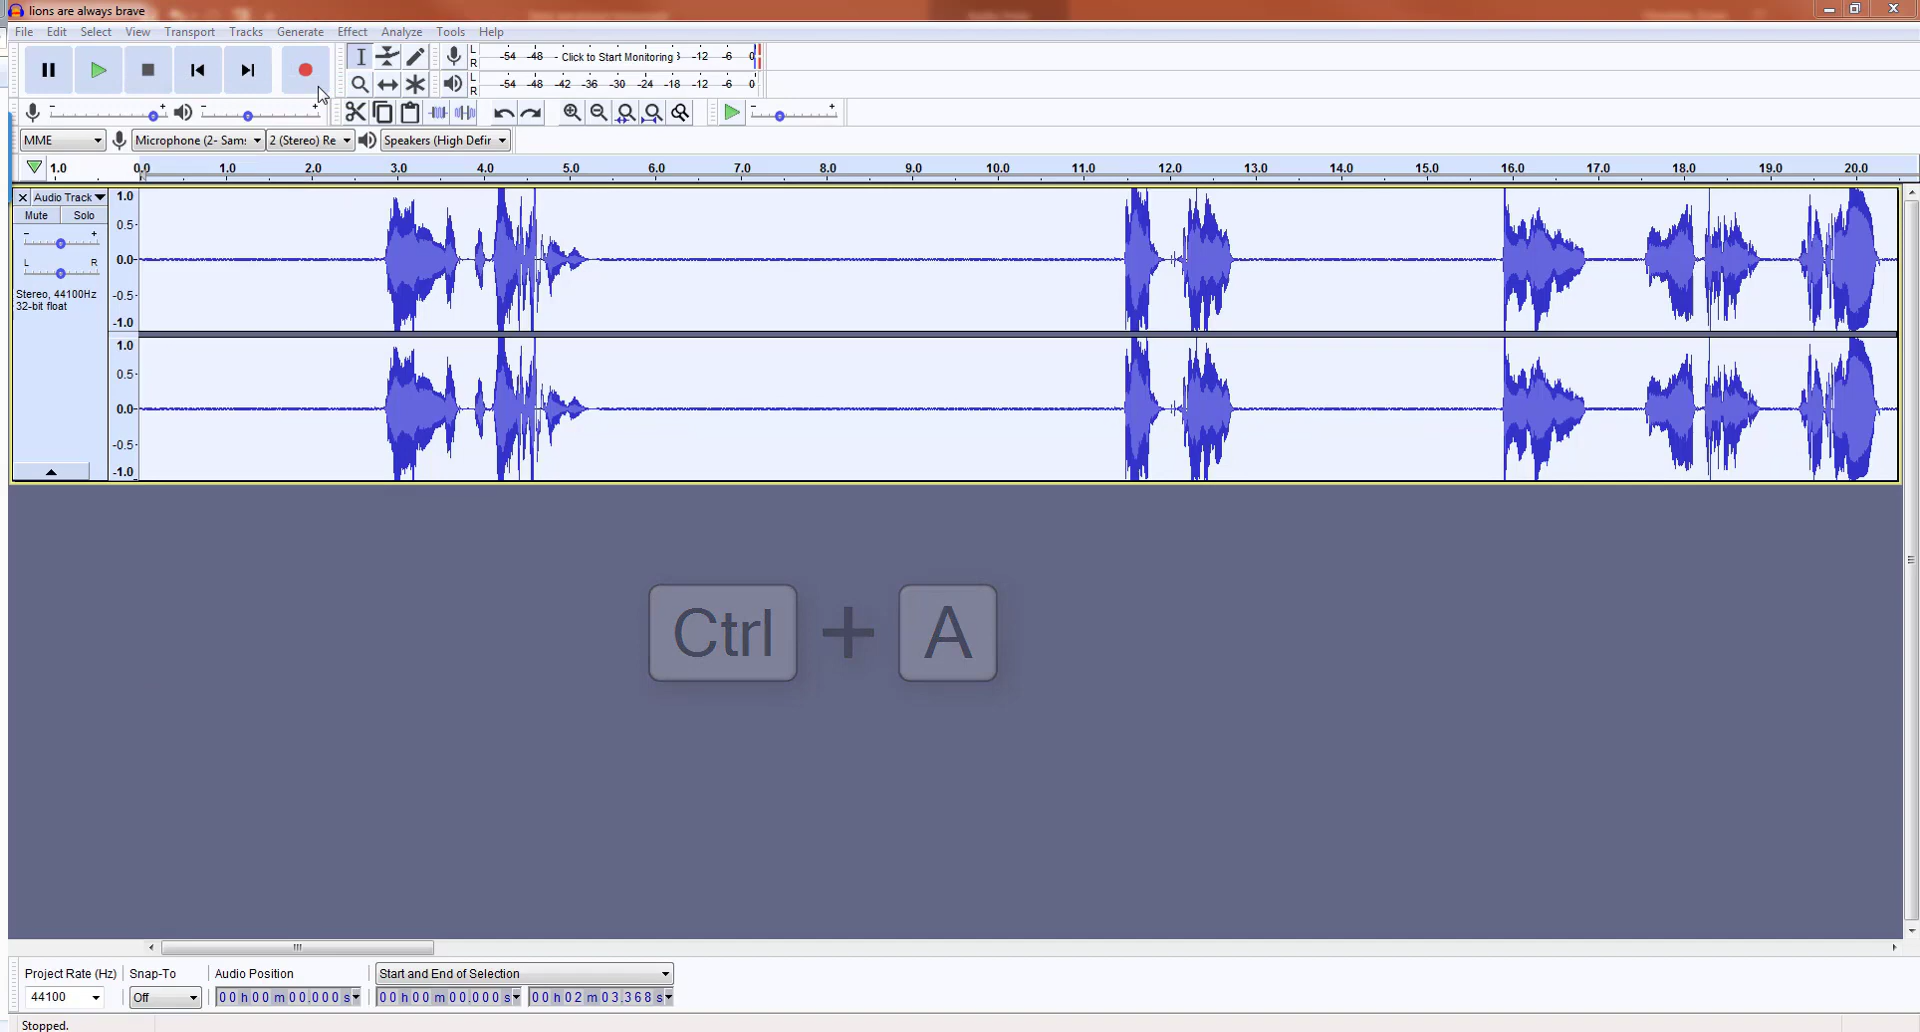 lions are always brave
File Edit Select View Transport Tracks Generate Effect Analyze Tools Help
L
R
-54 -48 - Click to Start Monitoring -12 -6 0
L
R
-54 -48 -42 -36 -30 -24 -18 -12 -6 0
- +
- +
- +
MME Microphone (2- Sam: 2 (Stereo) Re Speakers (High Defir
1.0 0.0 1.0 2.0 3.0 4.0 5.0 6.0 7.0 8.0 9.0 10.0 11.0 12.0 13.0 14.0 15.0 16.0 17.0 18.0 19.0 20.0
Audio Track
Mute Solo
- +
L R
Stereo, 44100Hz
32-bit float
1.0
0.5-
0.0-
-0.5-
-1.0
1.0
0.5-
0.0-
-0.5-
-1.0
Ctrl + A
Project Rate (Hz) Snap-To Audio Position Start and End of Selection
44100 Off 00 h 00 m 00.000 s 00 h 00 m 00.000 s 00 h 02 m 03.368 s
Stopped.